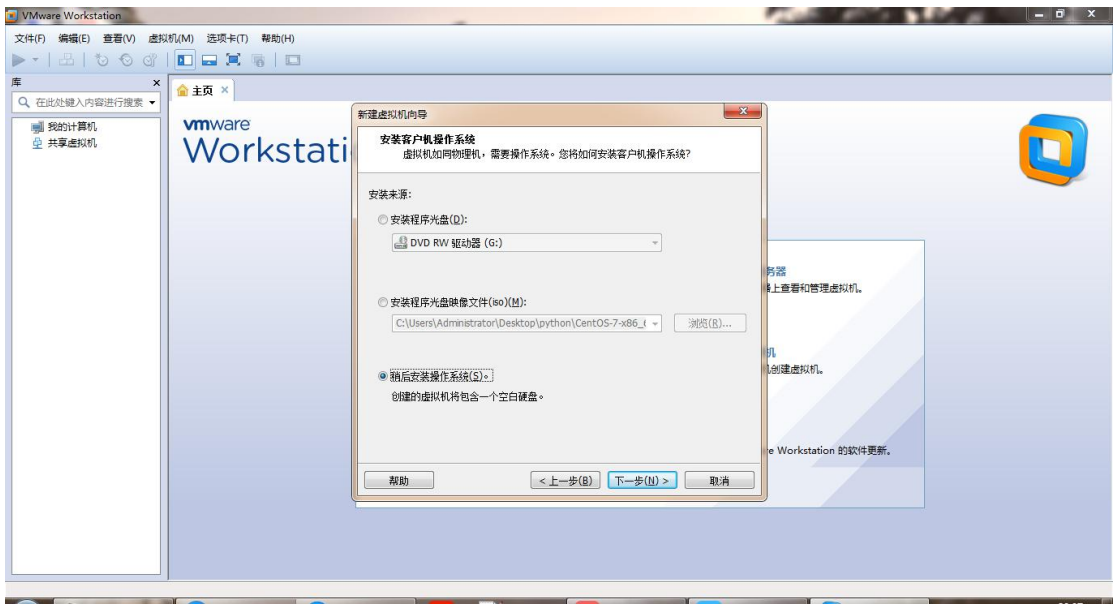 VMware Workstation
文件(F) 编辑(E) 查看(V) 虚拟机(M) 选项卡(T) 帮助(H)
库
在此处键入内容进行搜索
我的计算机
共享虚拟机
主页
vmware
Workstati
新建虚拟机向导
安装客户机操作系统
虚拟机如同物理机，需要操作系统。您将如何安装客户机操作系统?
安装来源:
安装程序光盘(D):
DVD RW 驱动器 (G:)
安装程序光盘映像文件(iso)(M):
C:\Users\Administrator\Desktop\python\CentOS-7-x86_
浏览(R)...
稍后安装操作系统(S)。
创建的虚拟机将包含一个空白硬盘。
帮助
< 上一步(B)
下一步(N) >
取消
务器
上查看和管理虚拟机。
机
创建虚拟机。
e Workstation 的软件更新。